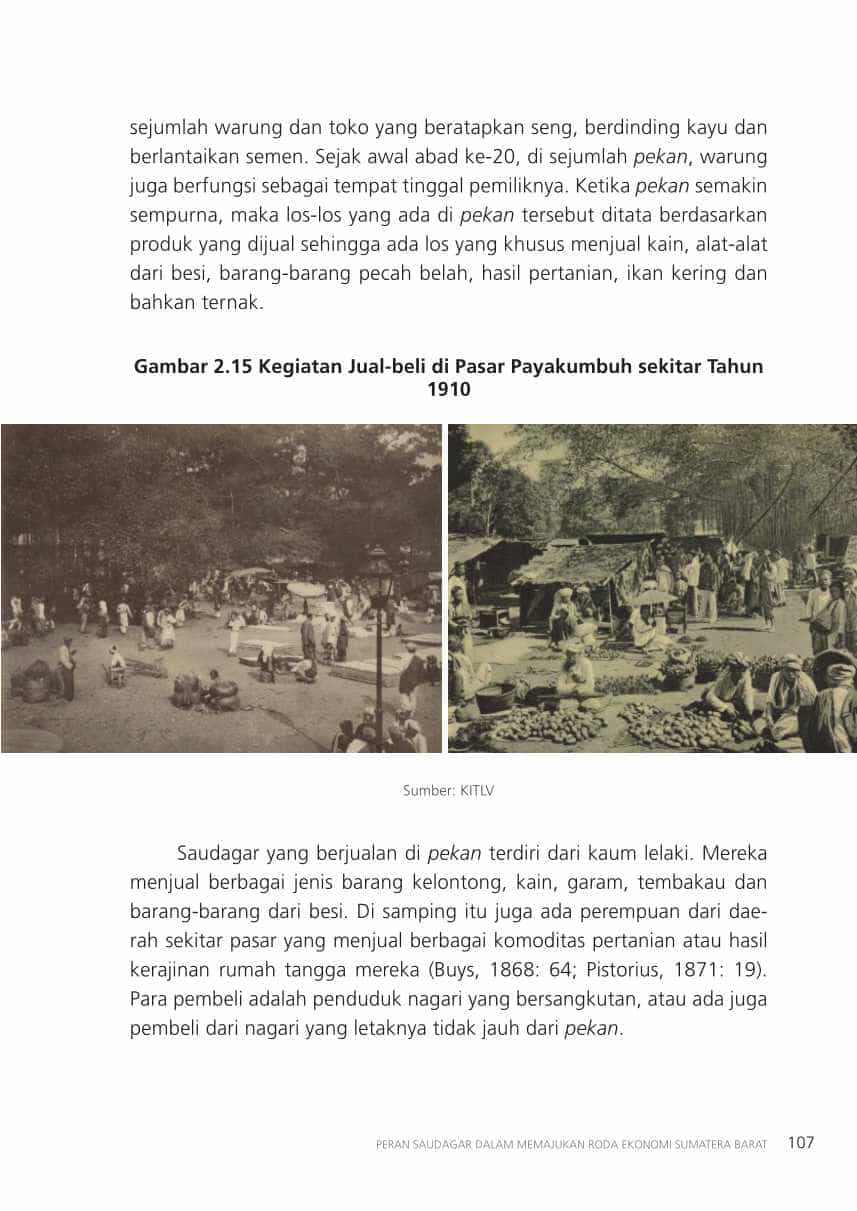 sejumlah warung dan toko yang beratapkan seng, berdinding kayu dan
berlantaikan semen. Sejak awal abad ke-20, di sejumlah pekan, warung
juga berfungsi sebagai tempat tinggal pemiliknya. Ketika pekan semakin
sempurna, maka los-los yang ada di pekan tersebut ditata berdasarkan
produk yang dijual sehingga ada los yang khusus menjual kain, alat-alat
dari besi, barang-barang pecah belah, hasil pertanian, ikan kering dan
bahkan ternak.
Gambar 2.15 Kegiatan Jual-beli di Pasar Payakumbuh sekitar Tahun
1910
Sumber: KITLV
Saudagar yang berjualan di pekan terdiri dari kaum lelaki. Mereka
menjual berbagai jenis barang kelontong, kain, garam, tembakau dan
barang-barang dari besi. Di samping itu juga ada perempuan dari dae-
rah sekitar pasar yang menjual berbagai komoditas pertanian atau hasil
kerajinan rumah tangga mereka (Buys, 1868: 64; Pistorius, 1871: 19).
Para pembeli adalah penduduk nagari yang bersangkutan, atau ada juga
pembeli dari nagari yang letaknya tidak jauh dari pekan.
PERAN SAUDAGAR DALAM MEMAJUKAN RODA EKONOMI SUMATERA BARAT 107